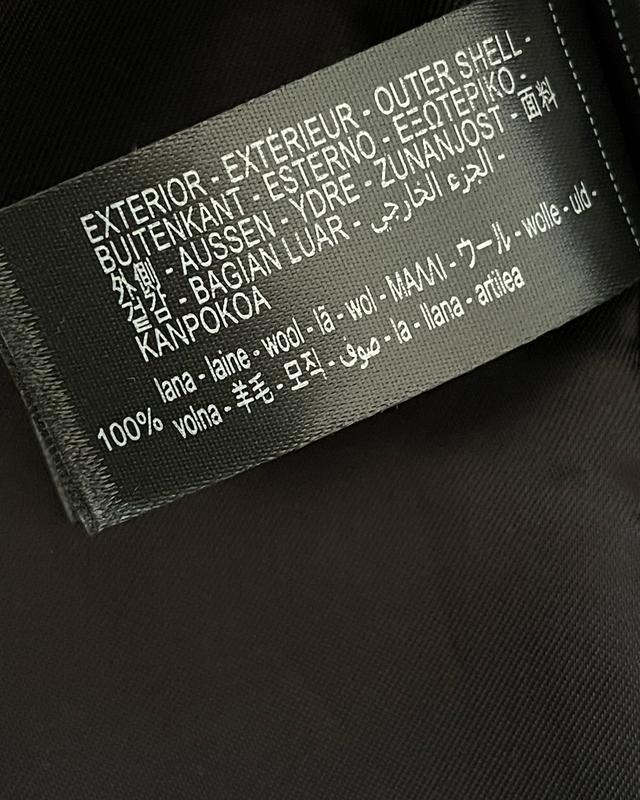 EXTERIOR - EXTÉRIEUR - OUTER SHELL -
BUITENKANT - ESTERNO - ΕΞΩΤΕΡΙΚΟ -
外側 - AUSSEN - YDRE - ZUNANJOST - 面料
겉감 - BAGIAN LUAR - الجزء الخارجي -
KANPOKOA
100% lana - laine - wool - lã - wol - ΜΑΛΛΙ - ウール - wolle - uld -
volna - 羊毛 - 모직 - صوف - la - llana - artilea